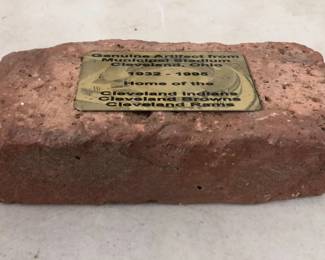 Genuine Artifact from
Municipal Stadium
Cleveland, Ohio
1932 - 1995
Home of the
Cleveland Indians
Cleveland Browns
Cleveland Rams